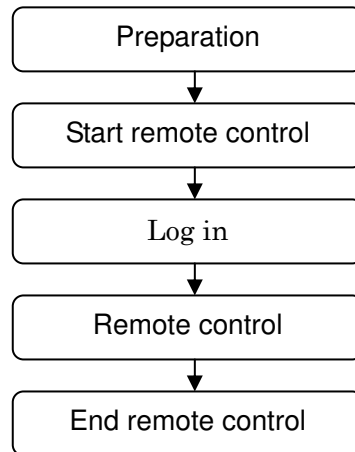 Preparation
Start remote control
Log in
Remote control
End remote control